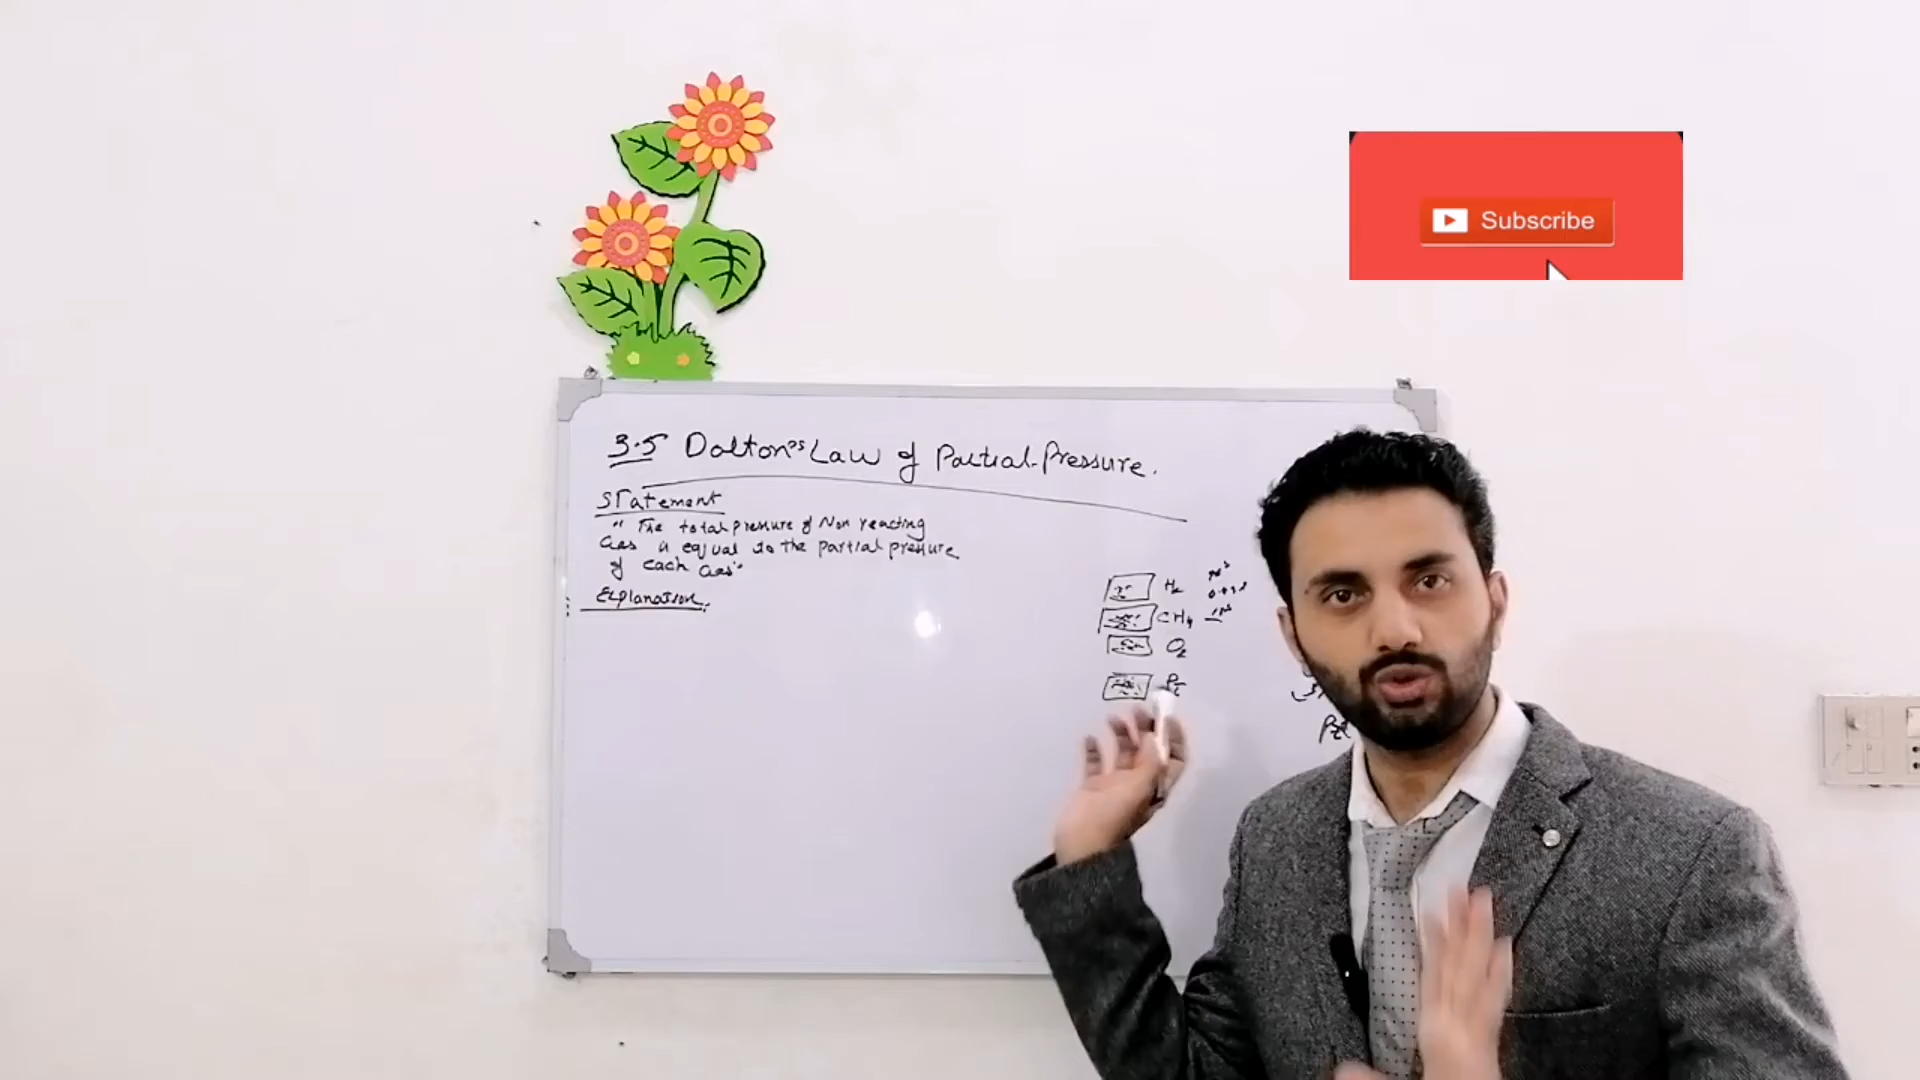 Subscribe
3.5 Dalton's Law of Partial-Pressure.
Statement
" The total pressure of Non reacting
Gas is equal to the partial pressure
of each Gas"
Explanation.
H2
CH4
O2
Pt